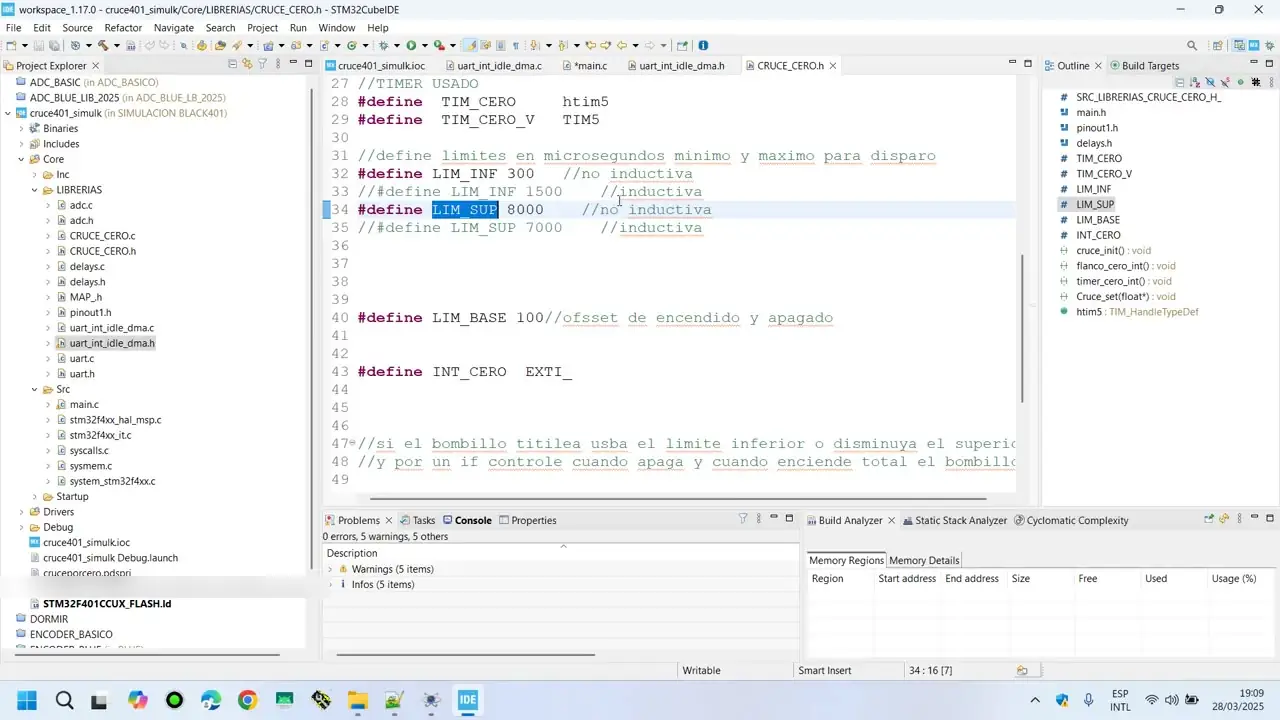 workspace_1.17.0 - cruce401_simulk/Core/LIBRERIAS/CRUCE_CERO.h - STM32CubeIDE
File Edit Source Refactor Navigate Search Project Run Window Help
Project Explorer
cruce401_simulk.ioc
uart_int_idle_dma.c
*main.c
uart_int_idle_dma.h
CRUCE_CERO.h
Outline
Build Targets
ADC_BASIC (in ADC_BASICO)
ADC_BLUE_LIB_2025 (in ADC_BLUE_LB_2025)
cruce401_simulk (in SIMULACION BLACK401)
Binaries
Includes
Core
Inc
LIBRERIAS
adc.c
adc.h
CRUCE_CERO.c
CRUCE_CERO.h
delays.c
delays.h
MAP_.h
pinout1.h
uart_int_idle_dma.c
uart_int_idle_dma.h
uart.c
uart.h
Src
main.c
stm32f4xx_hal_msp.c
stm32f4xx_it.c
syscalls.c
sysmem.c
system_stm32f4xx.c
Startup
Drivers
Debug
cruce401_simulk.ioc
cruce401_simulk Debug.launch
cruceporcero.pdsprj
STM32F401CCUX_FLASH.ld
DORMIR
ENCODER_BASICO
27 //TIMER USADO
28 #define TIM_CERO htim5
29 #define TIM_CERO_V TIM5
30
31 //define limites en microsegundos minimo y maximo para disparo
32 #define LIM_INF 300 //no inductiva
33 //#define LIM_INF 1500 //inductiva
34 #define LIM_SUP 8000 //no inductiva
35 //#define LIM_SUP 7000 //inductiva
36
37
38
39
40 #define LIM_BASE 100//ofsset de encendido y apagado
41
42
43 #define INT_CERO EXTI_
44
45
46
47 //si el bombillo titilea usba el limite inferior o disminuya el superio
48 //y por un if controle cuando apaga y cuando enciende total el bombillo
49
SRC_LIBRERIAS_CRUCE_CERO_H_
main.h
pinout1.h
delays.h
TIM_CERO
TIM_CERO_V
LIM_INF
LIM_SUP
LIM_BASE
INT_CERO
cruce_init() : void
flanco_cero_int() : void
timer_cero_int() : void
Cruce_set(float*) : void
htim5 : TIM_HandleTypeDef
Problems Tasks Console Properties
0 errors, 5 warnings, 5 others
Description
Warnings (5 items)
Infos (5 items)
Build Analyzer Static Stack Analyzer Cyclomatic Complexity
Memory Regions Memory Details
Region Start address End address Size Free Used Usage (%)
Writable Smart Insert 34 : 16 [7]
IDE
ESP
INTL
19:09
28/03/2025